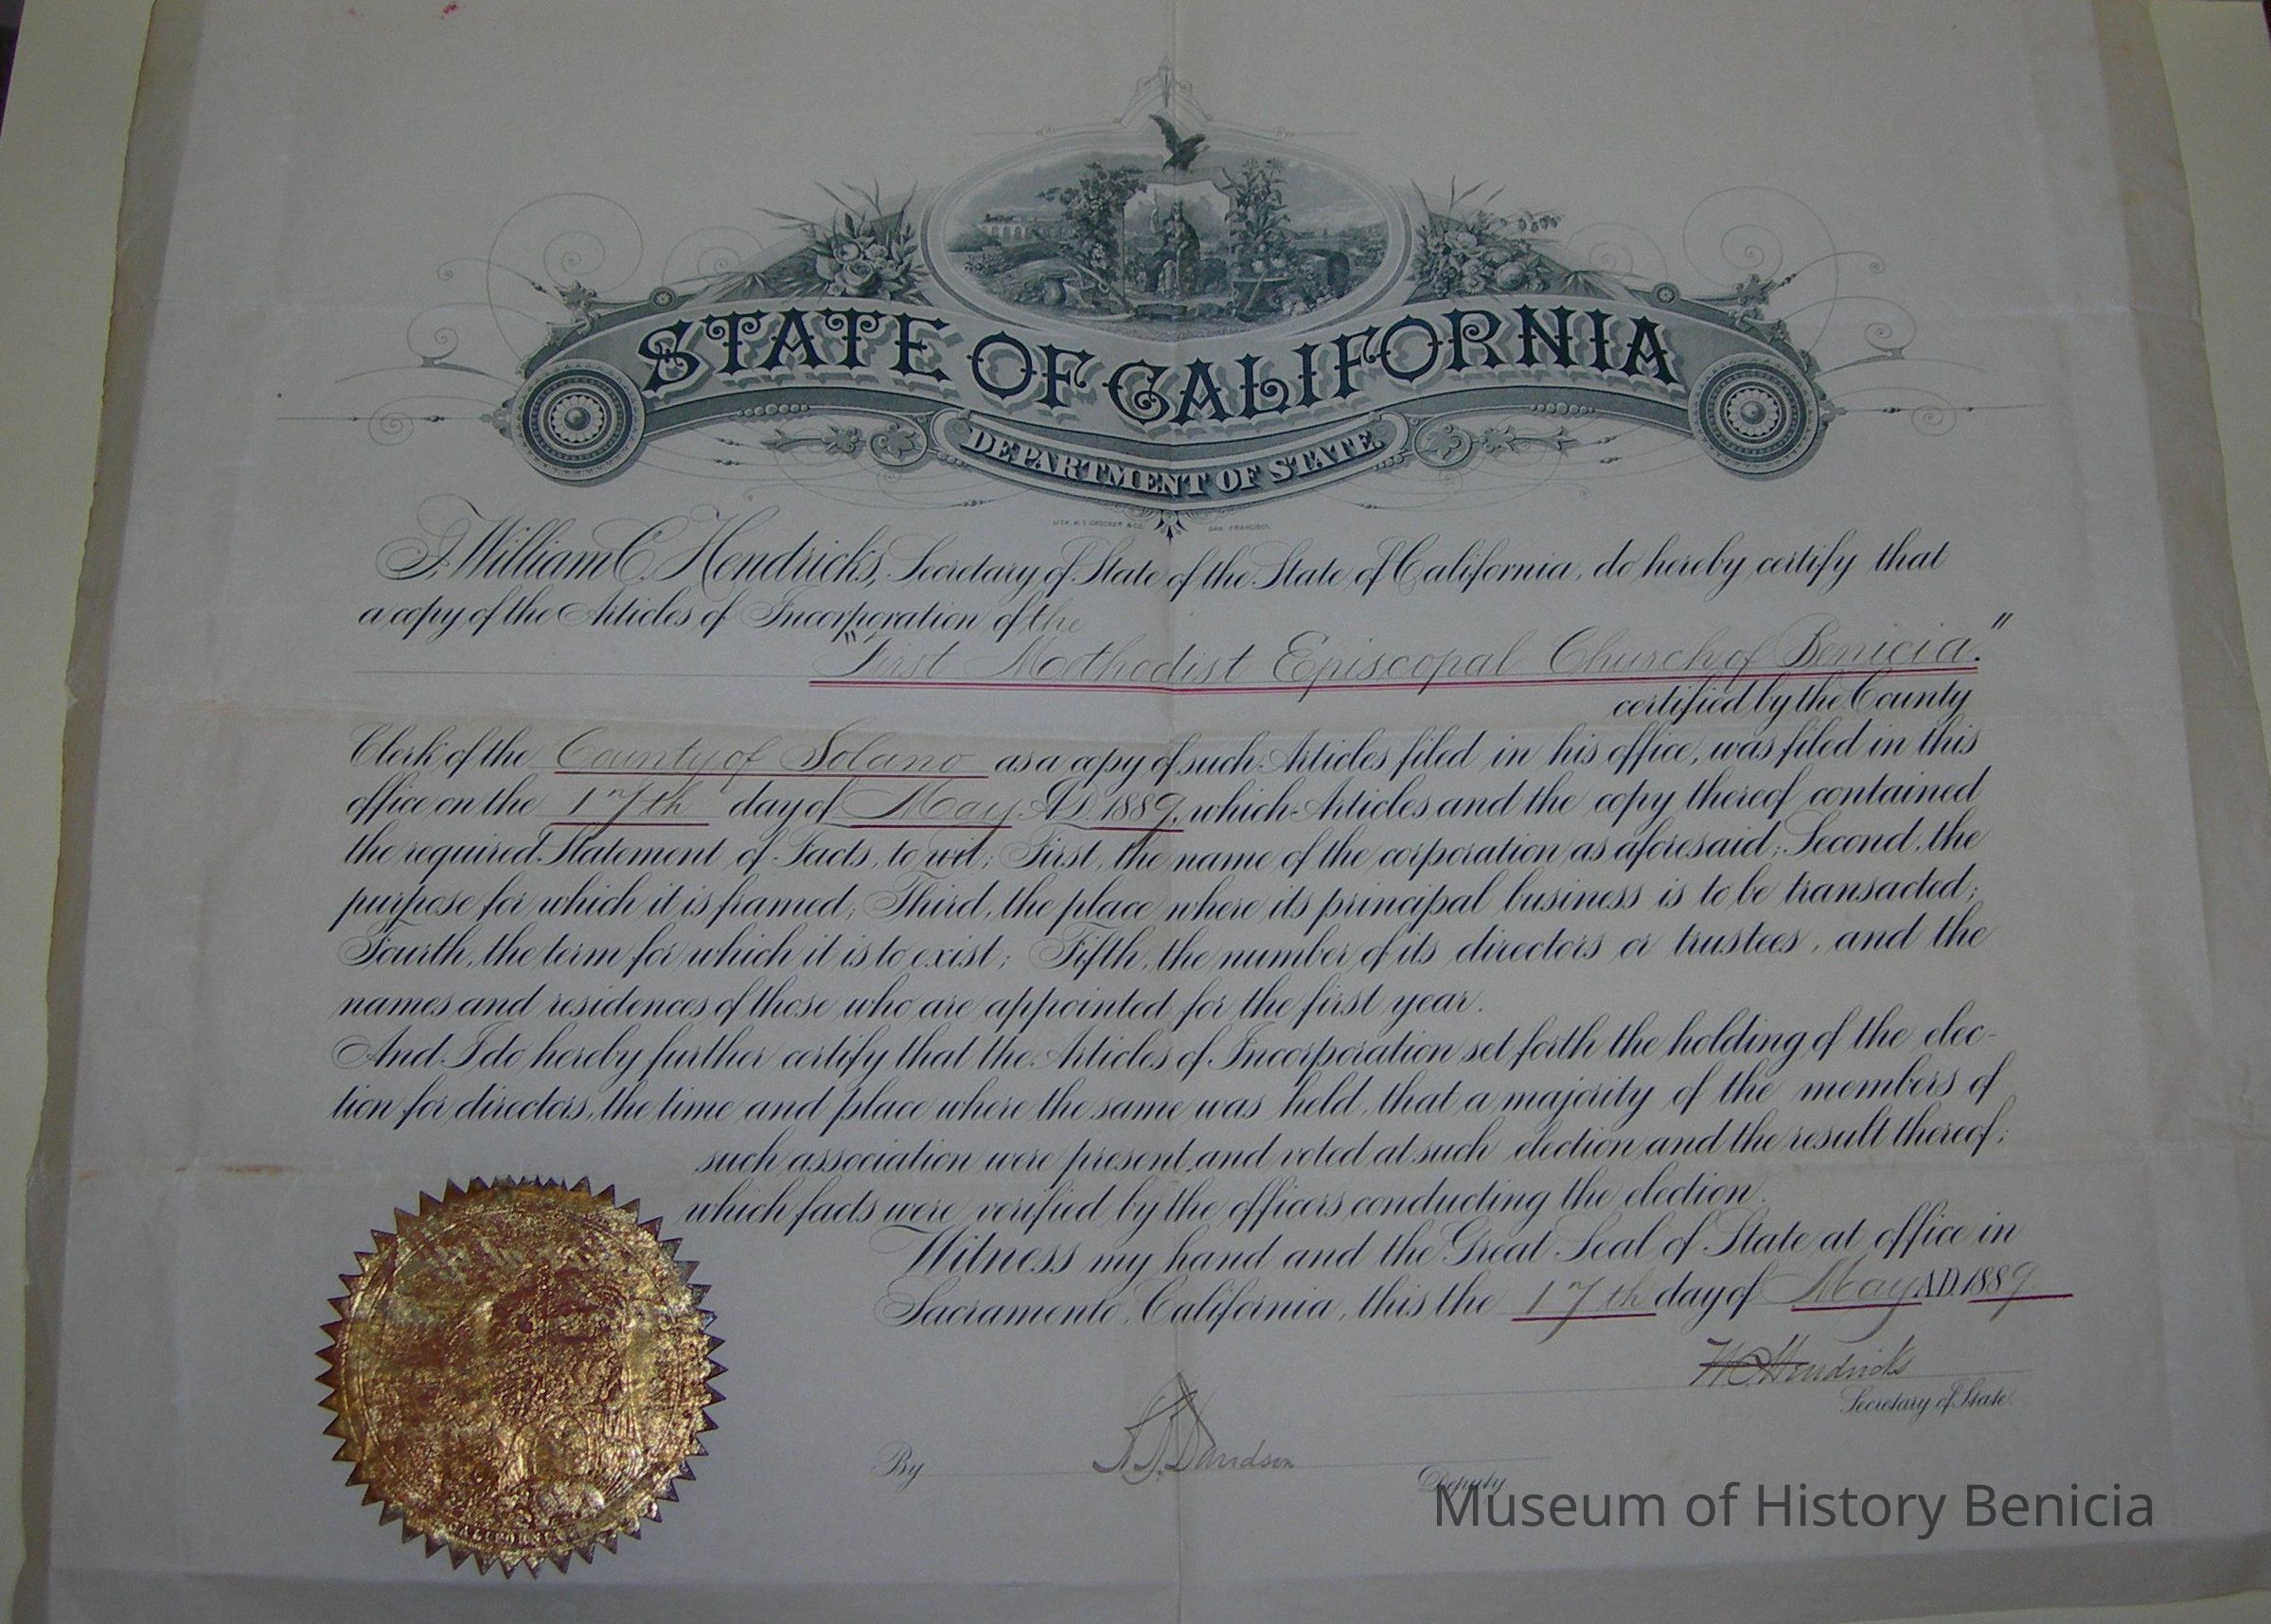 STATE OF CALIFORNIA
DEPARTMENT OF STATE.
LITH. H.S. CROCKER & CO. SAN FRANCISCO.
I, William C. Hendricks, Secretary of State of the State of California, do hereby certify that
a copy of the Articles of Incorporation of the
"First Methodist Episcopal Church of Benicia."
certified by the County
Clerk of the County of Solano as a copy of such Articles filed in his office, was filed in this
office on the 17th day of May A.D. 1889, which Articles and the copy thereof contained
the required Statement of Facts, to wit; First, the name of the corporation as aforesaid; Second, the
purpose for which it is framed; Third, the place where its principal business is to be transacted;
Fourth, the term for which it is to exist; Fifth, the number of its directors or trustees, and the
names and residences of those who are appointed for the first year.
And I do hereby further certify that the Articles of Incorporation set forth the holding of the elec-
tion for directors, the time and place where the same was held, that a majority of the members of
such association were present and voted at such election and the result thereof;
which facts were verified by the officers conducting the election.
Witness my hand and the Great Seal of State at office in
Sacramento, California, this the 17th day of May A.D. 1889
W.C. Hendricks
Secretary of State.
By Davidson Deputy
Museum of History Benicia